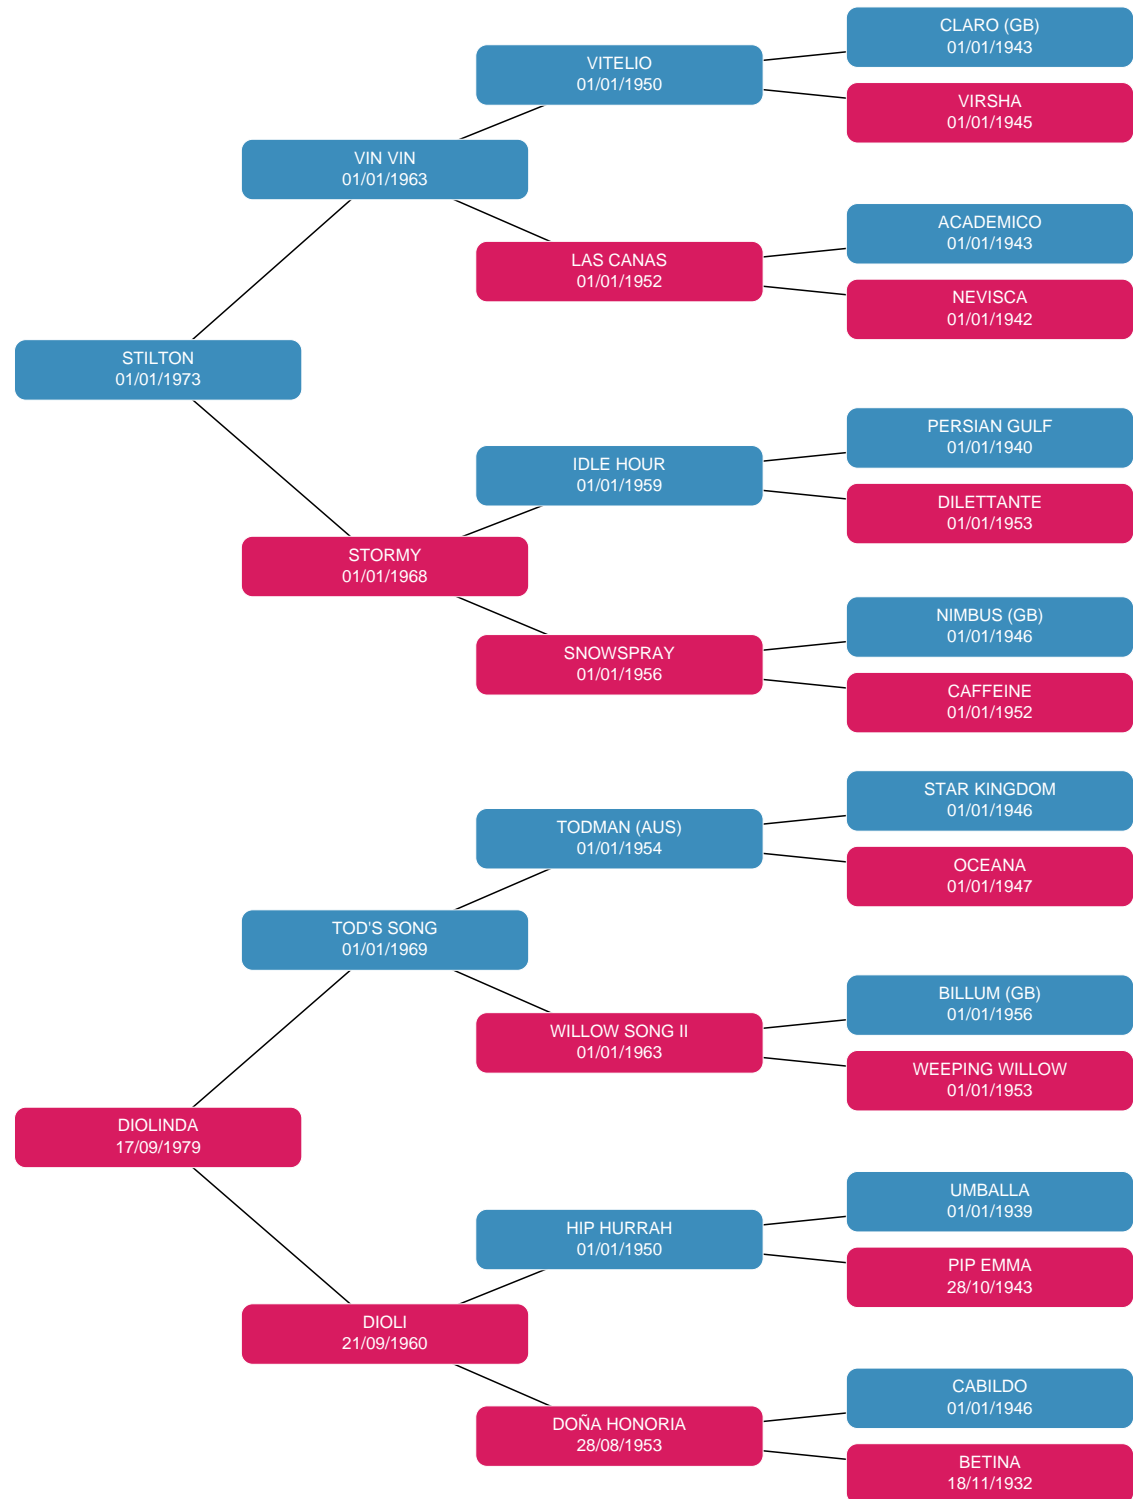 CLARO (GB)
01/01/1943
VITELIO
01/01/1950
VIRSHA
01/01/1945
VIN VIN
01/01/1963
ACADEMICO
01/01/1943
LAS CANAS
01/01/1952
NEVISCA
01/01/1942
STILTON
01/01/1973
PERSIAN GULF
01/01/1940
IDLE HOUR
01/01/1959
DILETTANTE
01/01/1953
STORMY
01/01/1968
NIMBUS (GB)
01/01/1946
SNOWSPRAY
01/01/1956
CAFFEINE
01/01/1952
STAR KINGDOM
01/01/1946
TODMAN (AUS)
01/01/1954
OCEANA
01/01/1947
TOD'S SONG
01/01/1969
BILLUM (GB)
01/01/1956
WILLOW SONG II
01/01/1963
WEEPING WILLOW
01/01/1953
DIOLINDA
17/09/1979
UMBALLA
01/01/1939
HIP HURRAH
01/01/1950
PIP EMMA
28/10/1943
DIOLI
21/09/1960
CABILDO
01/01/1946
DOÑA HONORIA
28/08/1953
BETINA
18/11/1932